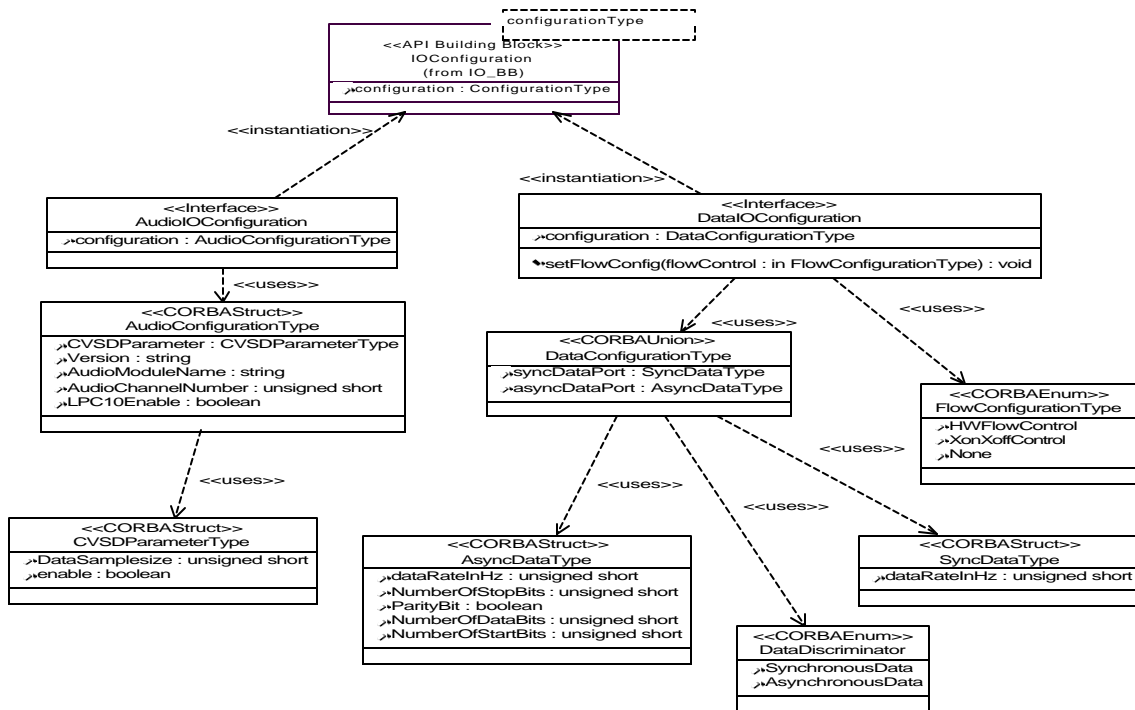 configurationType
<<API Building Block>>
IOConfiguration
(from IO_BB)
configuration : ConfigurationType
<<instantiation>>
<<instantiation>>
<<Interface>>
AudioIOConfiguration
configuration : AudioConfigurationType
<<Interface>>
DataIOConfiguration
configuration : DataConfigurationType
setFlowConfig(flowControl : in FlowConfigurationType) : void
<<uses>>
<<uses>>
<<uses>>
<<CORBAStruct>>
AudioConfigurationType
CVSDParameter : CVSDParameterType
Version : string
AudioModuleName : string
AudioChannelNumber : unsigned short
LPC10Enable : boolean
<<CORBAUnion>>
DataConfigurationType
syncDataPort : SyncDataType
asyncDataPort : AsyncDataType
<<CORBAEnum>>
FlowConfigurationType
HWFlowControl
XonXoffControl
None
<<uses>>
<<uses>>
<<uses>>
<<uses>>
<<CORBAStruct>>
CVSDParameterType
DataSamplesize : unsigned short
enable : boolean
<<CORBAStruct>>
AsyncDataType
dataRateInHz : unsigned short
NumberOfStopBits : unsigned short
ParityBit : boolean
NumberOfDataBits : unsigned short
NumberOfStartBits : unsigned short
<<CORBAStruct>>
SyncDataType
dataRateInHz : unsigned short
<<CORBAEnum>>
DataDiscriminator
SynchronousData
AsynchronousData